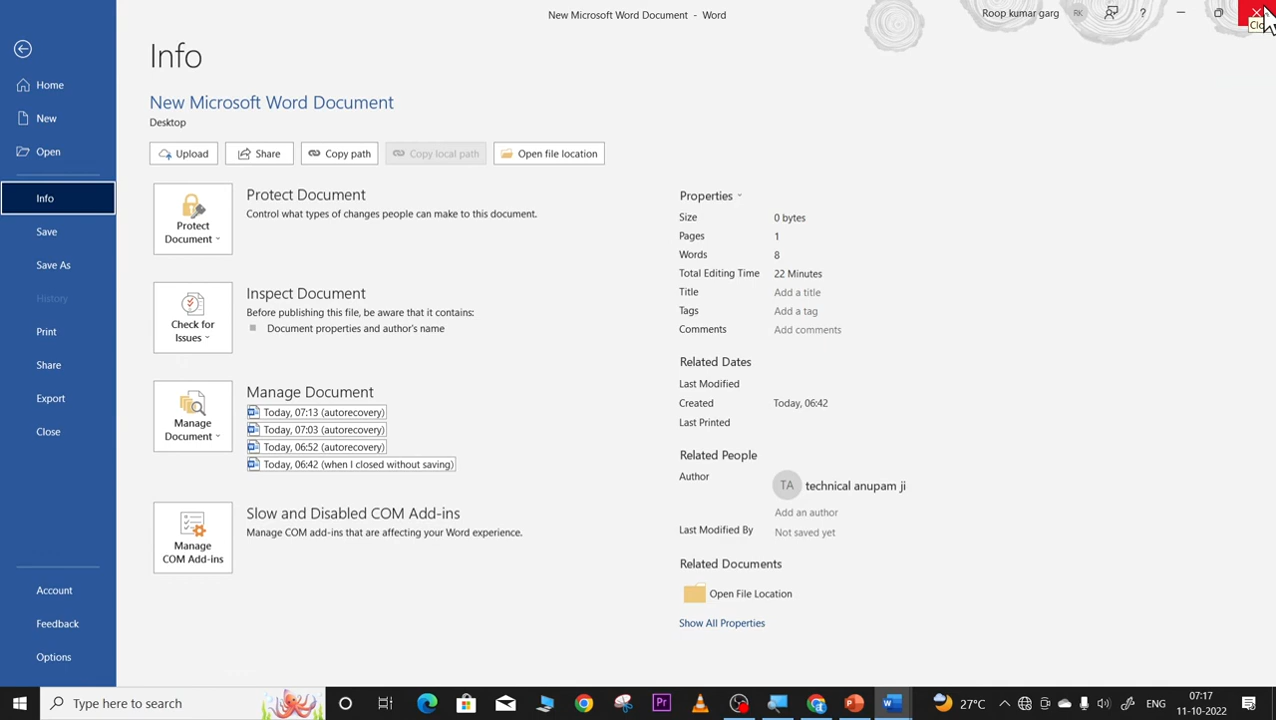 New Microsoft Word Document - Word
Roop kumar garg
RK
?
Info
Home
New
Open
Info
Save
Save As
History
Print
Share
Export
Close
Account
Feedback
Options
New Microsoft Word Document
Desktop
Upload
Share
Copy path
Copy local path
Open file location
Protect Document
Protect Document
Control what types of changes people can make to this document.
Check for Issues
Inspect Document
Before publishing this file, be aware that it contains:
Document properties and author's name
Manage Document
Manage Document
Today, 07:13 (autorecovery)
Today, 07:03 (autorecovery)
Today, 06:52 (autorecovery)
Today, 06:42 (when I closed without saving)
Manage COM Add-ins
Slow and Disabled COM Add-ins
Manage COM add-ins that are affecting your Word experience.
Properties
Size 0 bytes
Pages 1
Words 8
Total Editing Time 22 Minutes
Title Add a title
Tags Add a tag
Comments Add comments
Related Dates
Last Modified
Created Today, 06:42
Last Printed
Related People
Author
TA technical anupam ji
Add an author
Last Modified By Not saved yet
Related Documents
Open File Location
Show All Properties
Type here to search
Pr
27°C
ENG
07:17
11-10-2022